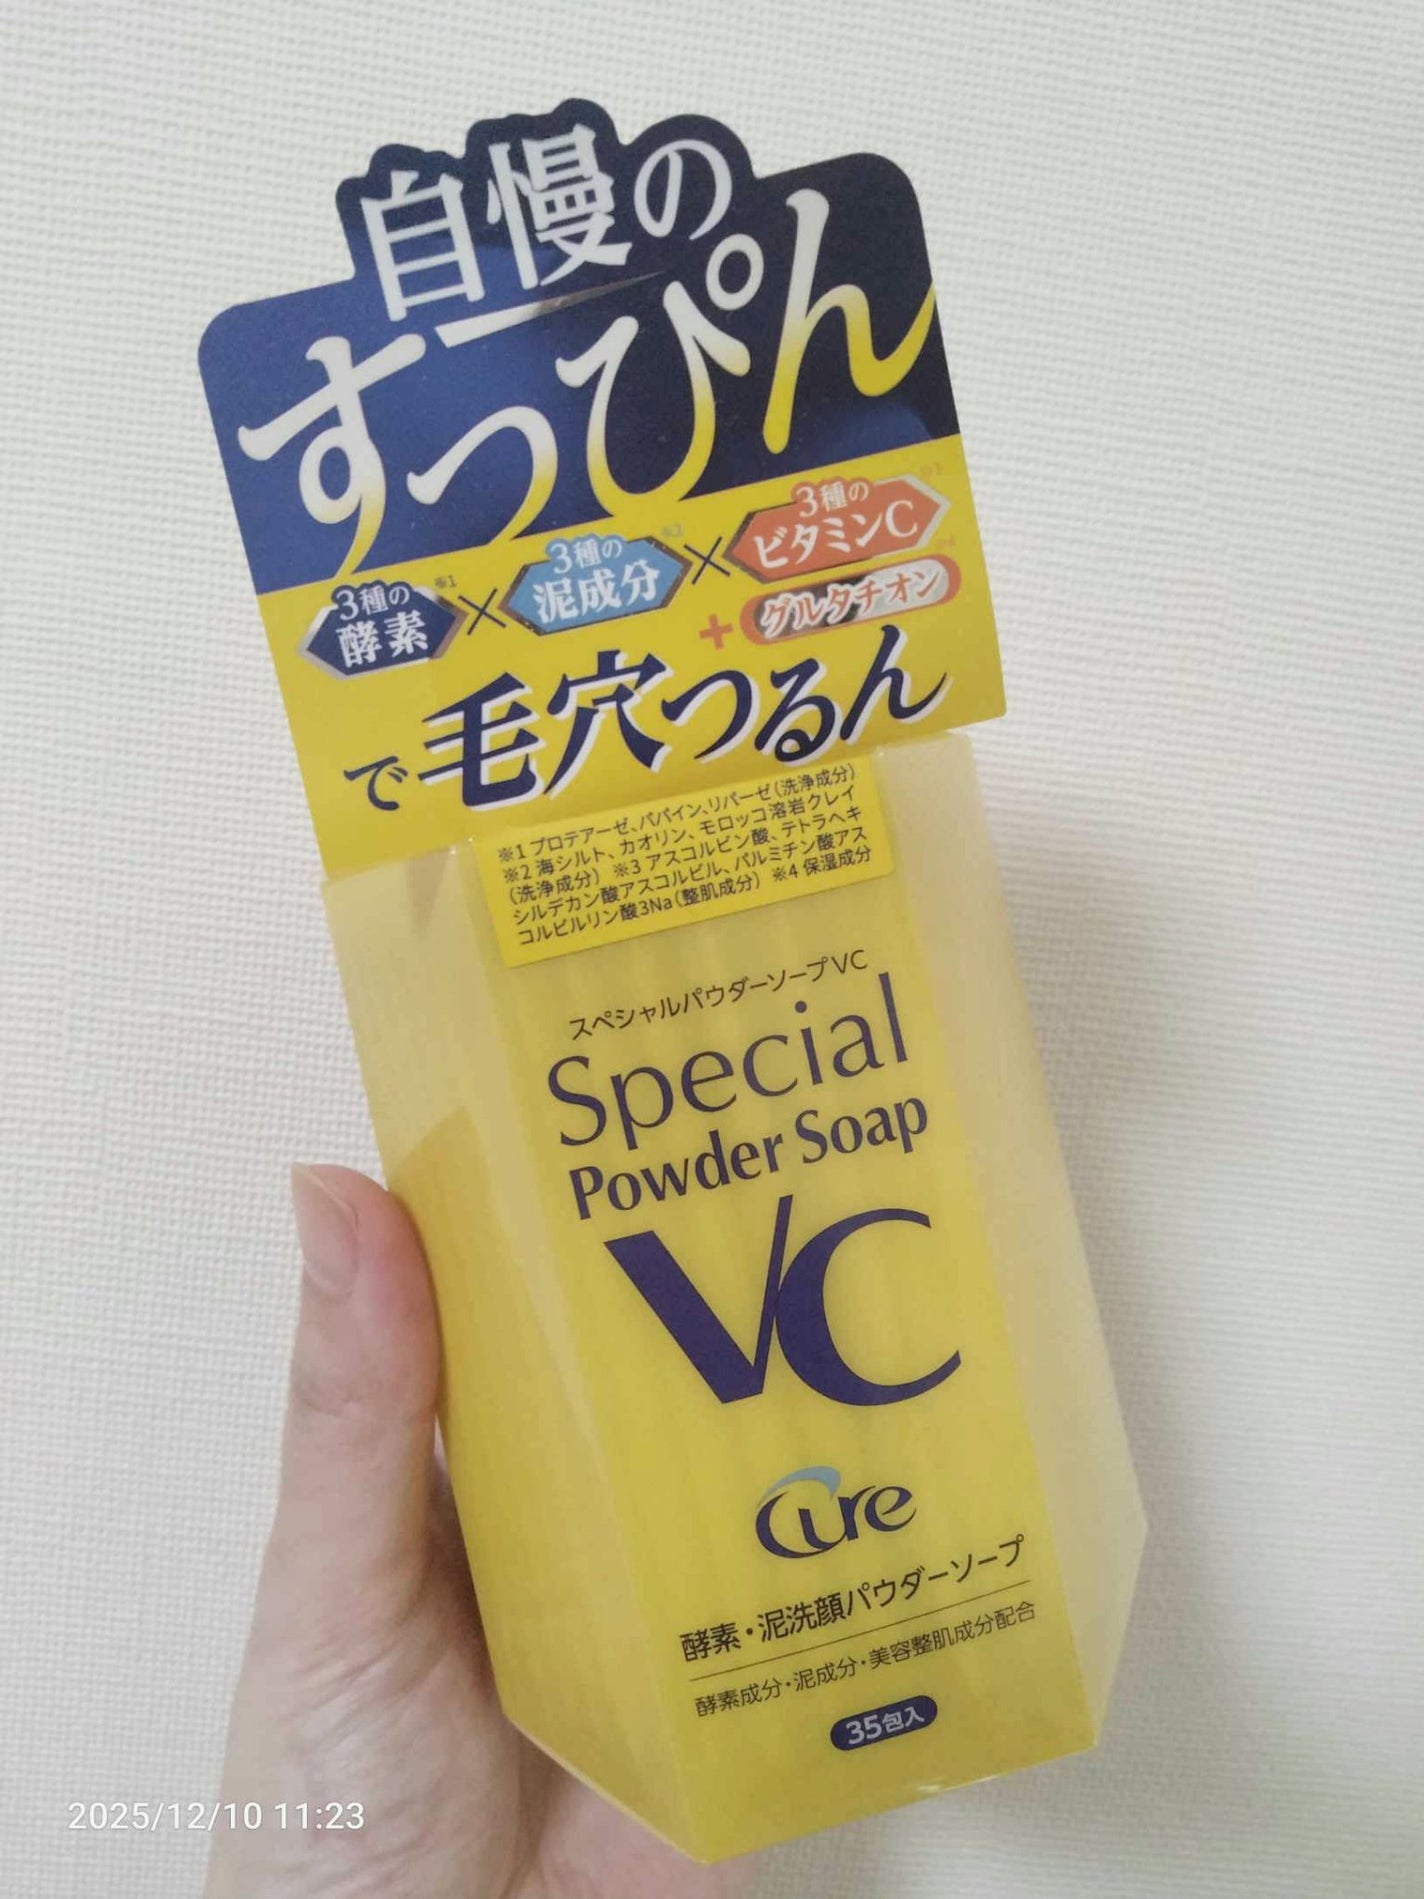 自慢の
すっぴん
3種の
酵素
※1
×
3種の
泥成分
※2
×
3種の
ビタミンC
※3
+
グルタチオン
※4
で毛穴つるん
※1 プロテアーゼ、パパイン、リパーゼ(洗浄成分)
※2 海シルト、カオリン、モロッコ溶岩クレイ
(洗浄成分) ※3 アスコルビン酸、テトラヘキ
シルデカン酸アスコルビル、パルミチン酸アス
コルビルリン酸3Na(整肌成分) ※4 保湿成分
スペシャルパウダーソープVC
Special
Powder Soap
VC
Cure
酵素・泥洗顔パウダーソープ
酵素成分・泥成分・美容整肌成分配合
35包入
2025/12/10 11:23